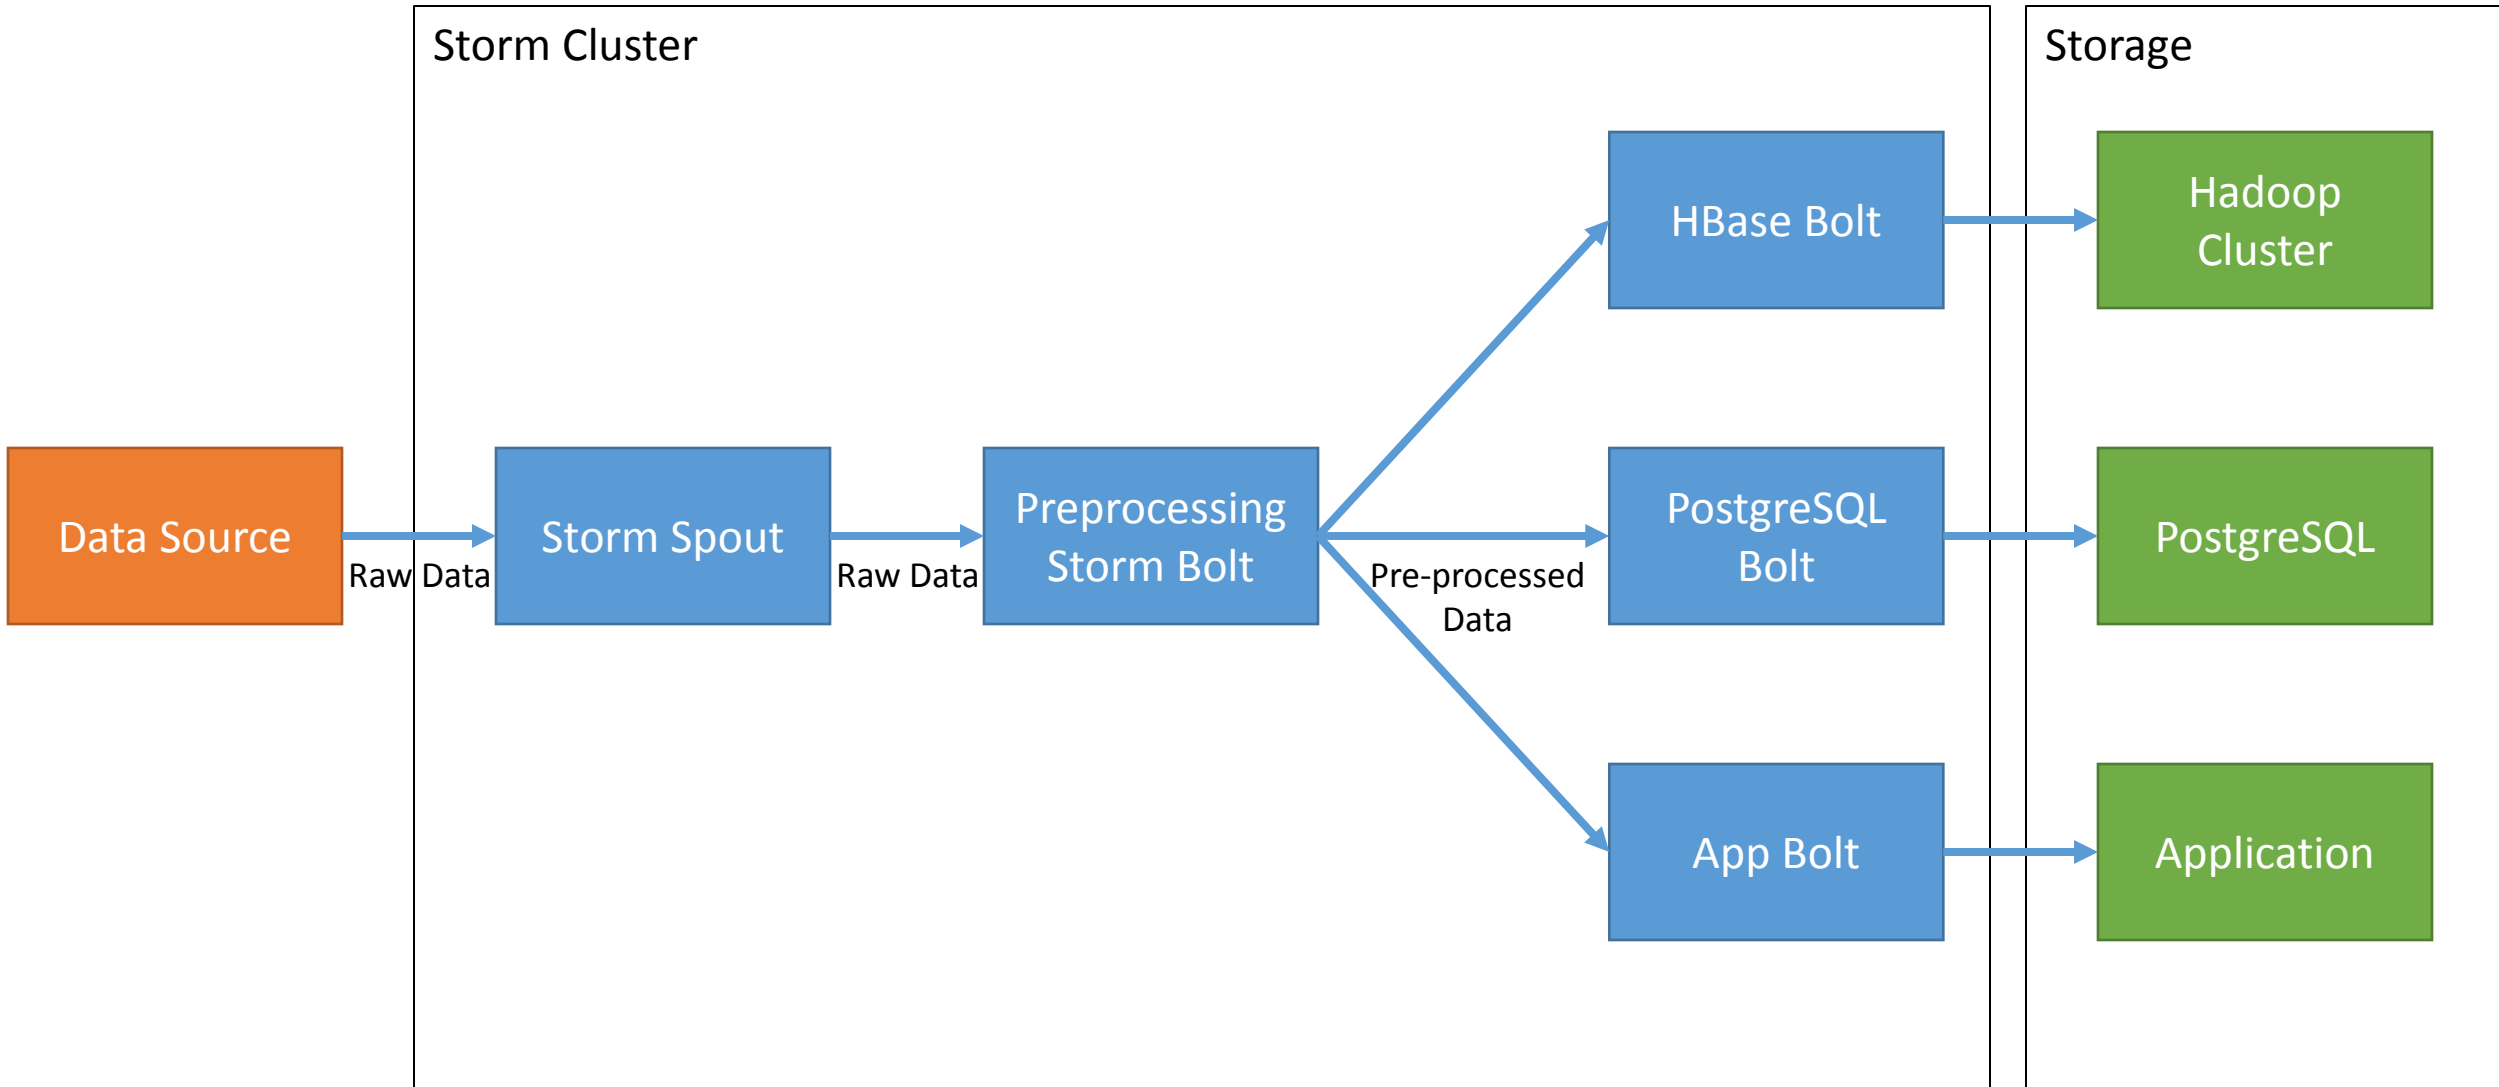 Storm Cluster
Storage
HBase Bolt
Hadoop
Cluster
Data Source
Raw Data
Storm Spout
Raw Data
Preprocessing
Storm Bolt
Pre-processed
Data
PostgreSQL
Bolt
PostgreSQL
App Bolt
Application